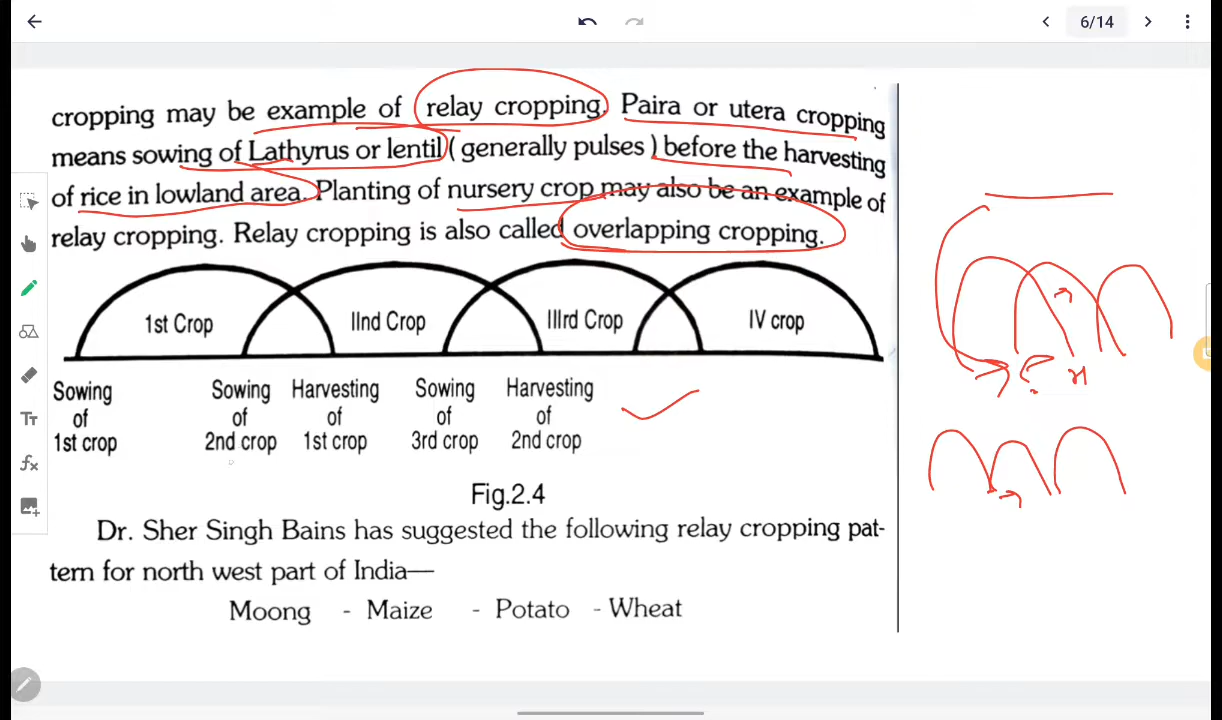 6/14
cropping may be example of relay cropping. Paira or utera cropping
means sowing of Lathyrus or lentil ( generally pulses ) before the harvesting
of rice in lowland area. Planting of nursery crop may also be an example of
relay cropping. Relay cropping is also called overlapping cropping.
1st Crop IInd Crop IIIrd Crop IV crop
Sowing Sowing Harvesting Sowing Harvesting
of of of of of
1st crop 2nd crop 1st crop 3rd crop 2nd crop
Fig.2.4
Dr. Sher Singh Bains has suggested the following relay cropping pat-
tern for north west part of India—
Moong - Maize - Potato - Wheat
Tт
fx